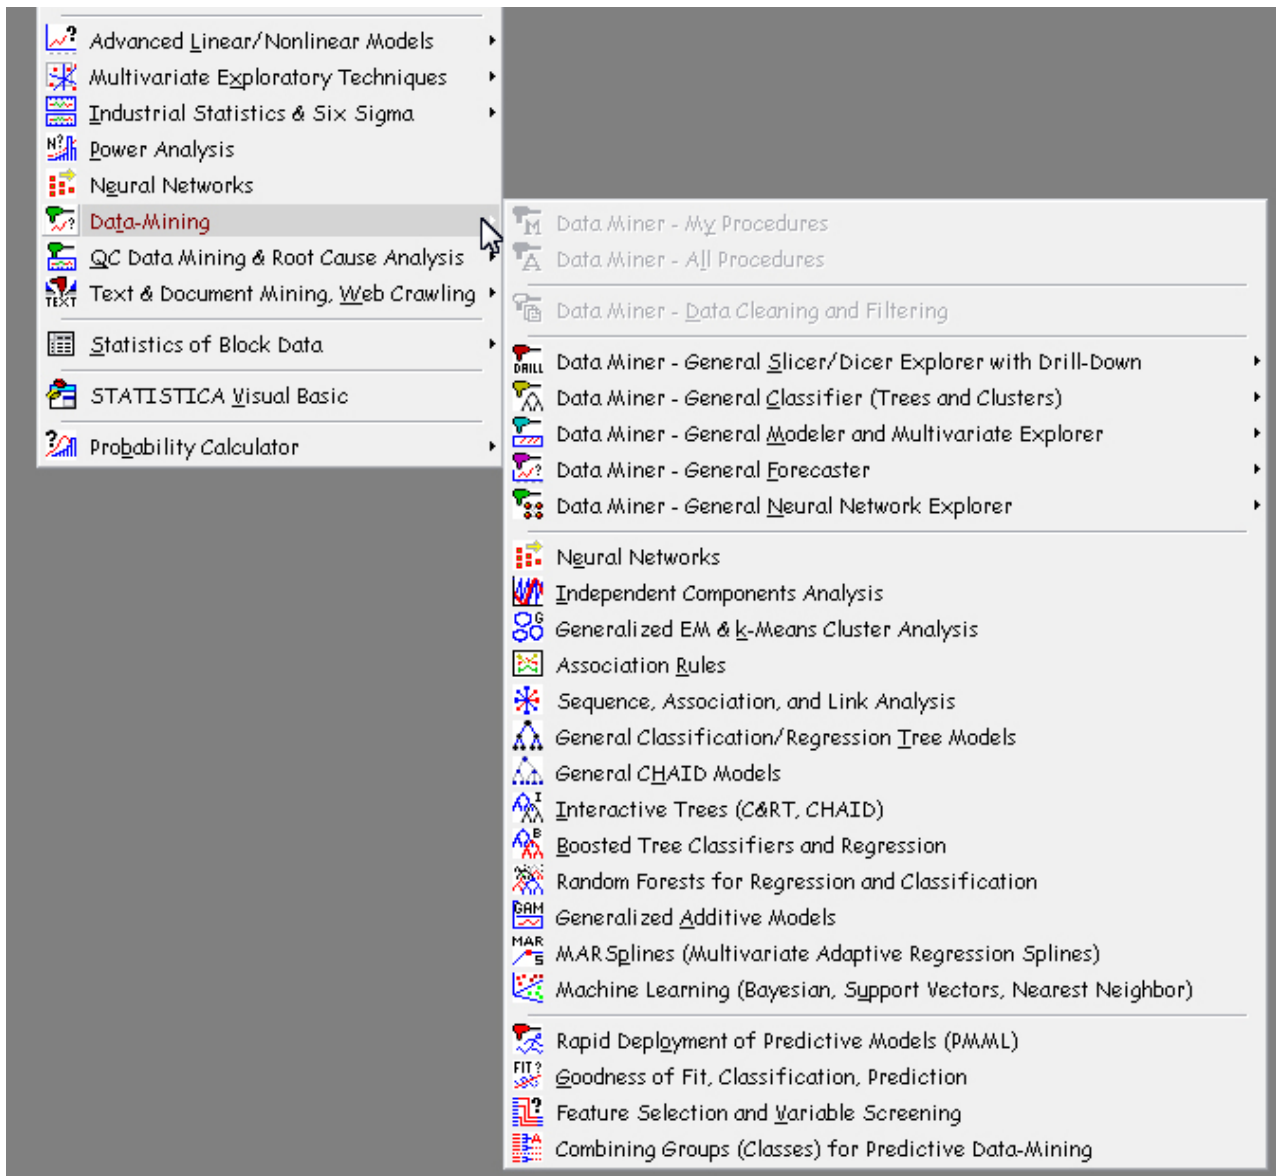 Advanced Linear/Nonlinear Models
Multivariate Exploratory Techniques
Industrial Statistics & Six Sigma
Power Analysis
Neural Networks
Data-Mining
QC Data Mining & Root Cause Analysis
Text & Document Mining, Web Crawling
Statistics of Block Data
STATISTICA Visual Basic
Probability Calculator
Data Miner - My Procedures
Data Miner - All Procedures
Data Miner - Data Cleaning and Filtering
Data Miner - General Slicer/Dicer Explorer with Drill-Down
Data Miner - General Classifier (Trees and Clusters)
Data Miner - General Modeler and Multivariate Explorer
Data Miner - General Forecaster
Data Miner - General Neural Network Explorer
Neural Networks
Independent Components Analysis
Generalized EM & k-Means Cluster Analysis
Association Rules
Sequence, Association, and Link Analysis
General Classification/Regression Tree Models
General CHAID Models
Interactive Trees (C&RT, CHAID)
Boosted Tree Classifiers and Regression
Random Forests for Regression and Classification
Generalized Additive Models
MARSplines (Multivariate Adaptive Regression Splines)
Machine Learning (Bayesian, Support Vectors, Nearest Neighbor)
Rapid Deployment of Predictive Models (PMML)
Goodness of Fit, Classification, Prediction
Feature Selection and Variable Screening
Combining Groups (Classes) for Predictive Data-Mining